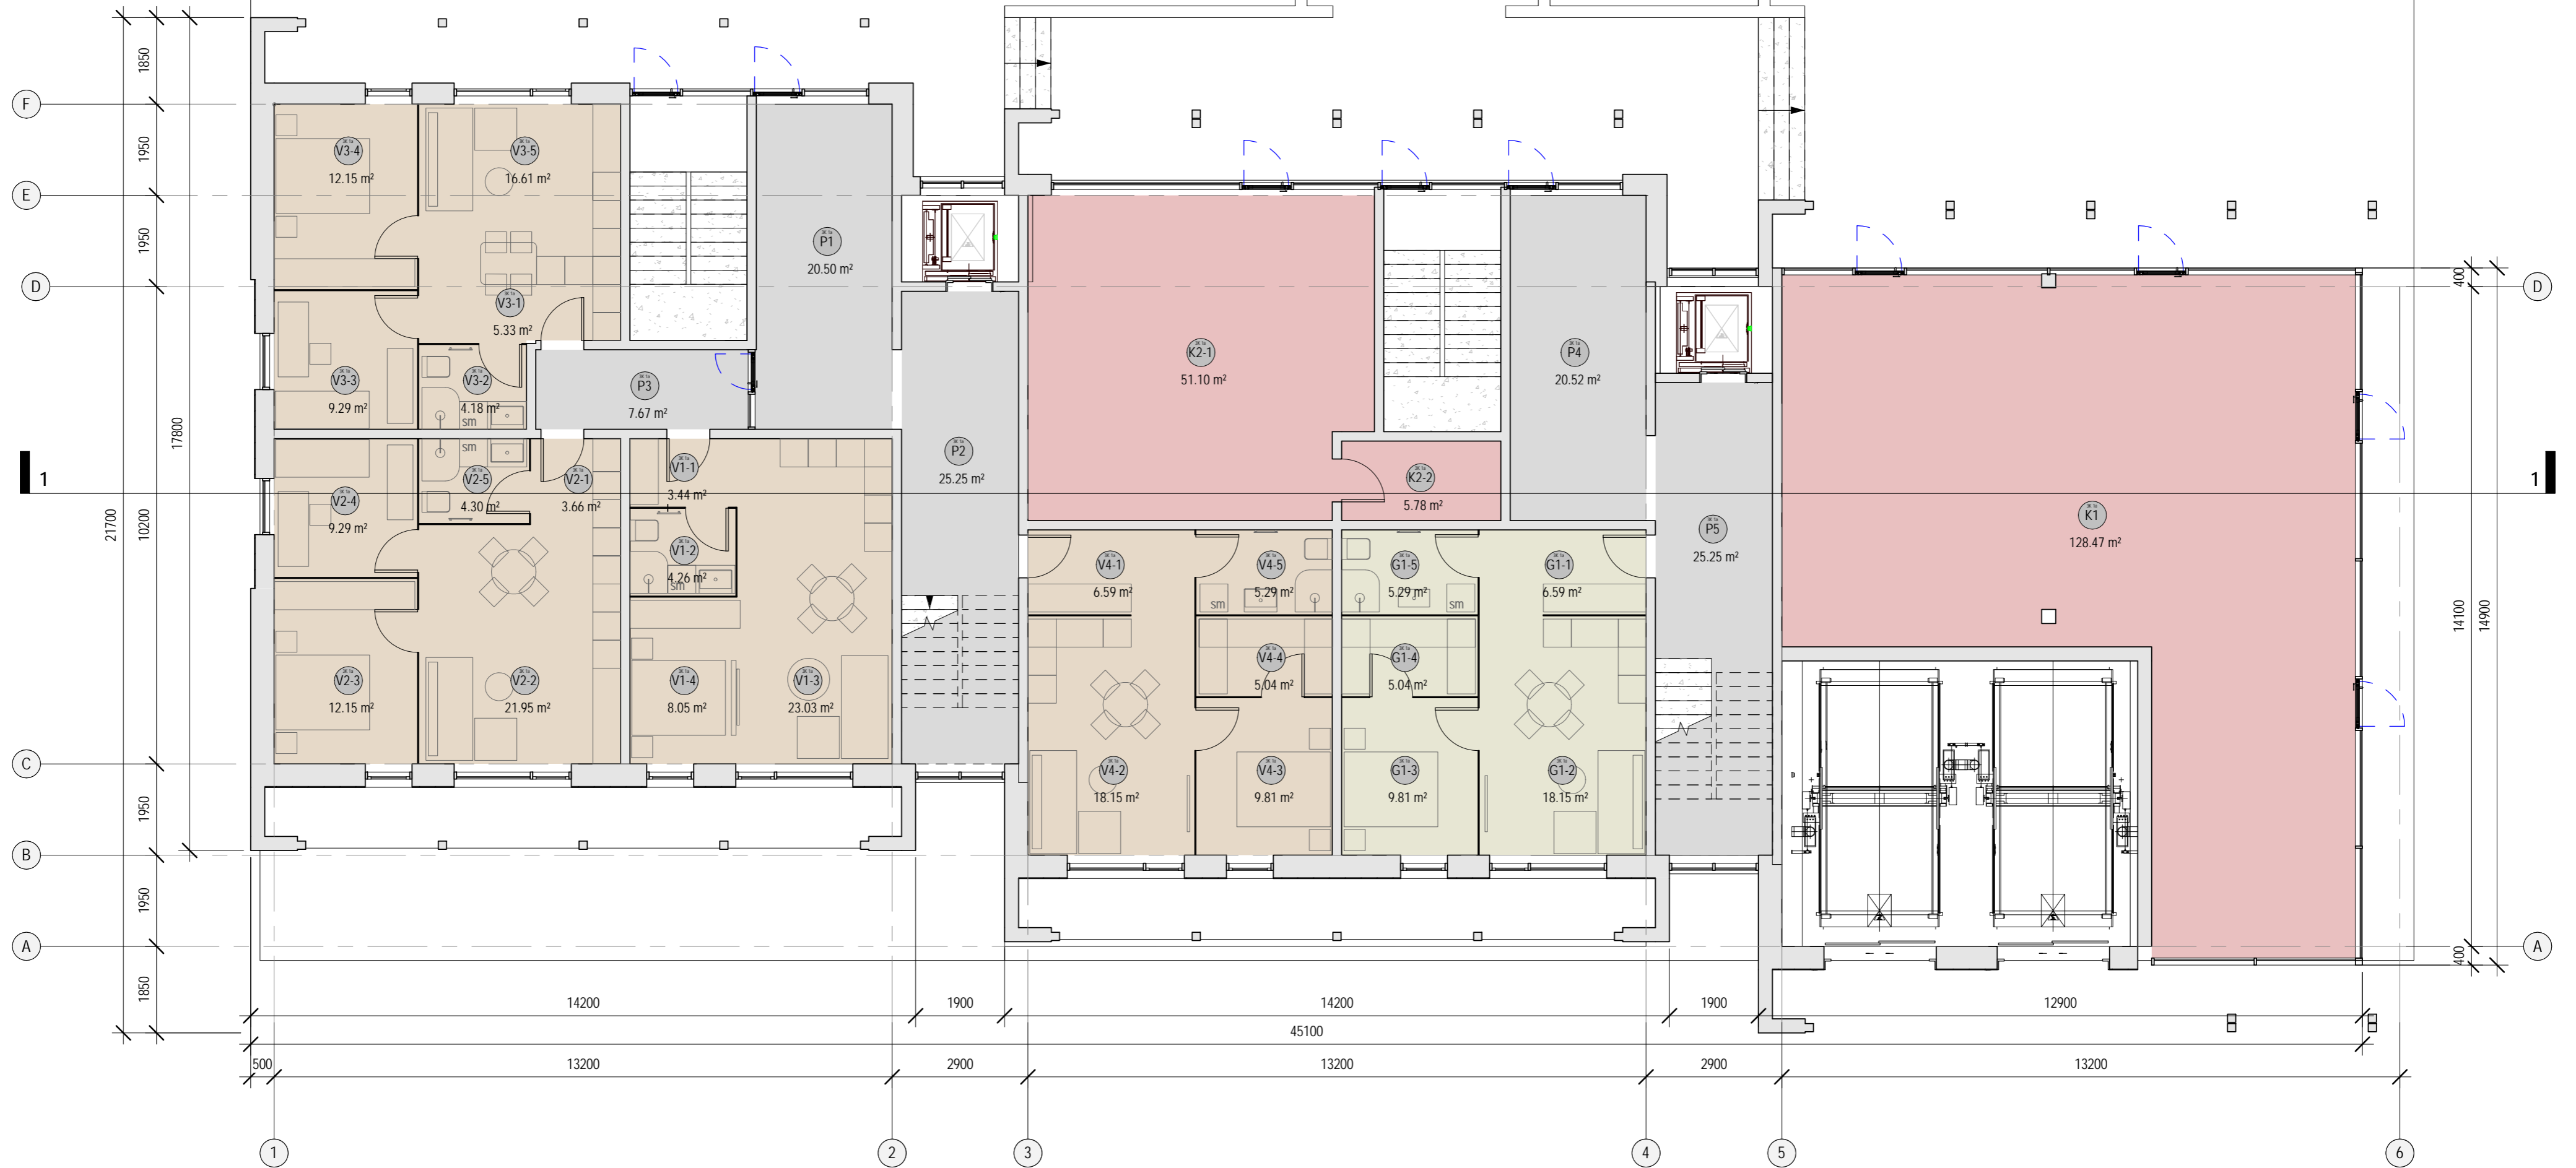 1850
F
1950
E
1950
D
17800
21700
10200
1
C
1950
B
1950
A
1850
V3-4
12.15 m²
V3-5
16.61 m²
V3-1
5.33 m²
V3-3
9.29 m²
V3-2
4.18 m²
sm
P3
7.67 m²
P1
20.50 m²
V2-4
9.29 m²
sm
V2-5
4.30 m²
V2-1
3.66 m²
V1-1
3.44 m²
V1-2
4.26 m²
sm
V2-3
12.15 m²
V2-2
21.95 m²
V1-4
8.05 m²
V1-3
23.03 m²
P2
25.25 m²
K2-1
51.10 m²
K2-2
5.78 m²
P4
20.52 m²
V4-1
6.59 m²
V4-5
5.29 m²
sm
G1-5
5.29 m²
sm
G1-1
6.59 m²
V4-4
5.04 m²
G1-4
5.04 m²
V4-2
18.15 m²
V4-3
9.81 m²
G1-3
9.81 m²
G1-2
18.15 m²
P5
25.25 m²
K1
128.47 m²
400
D
1
14100
14900
400
A
14200
1900
14200
1900
12900
45100
500
13200
2900
13200
2900
13200
1
2
3
4
5
6